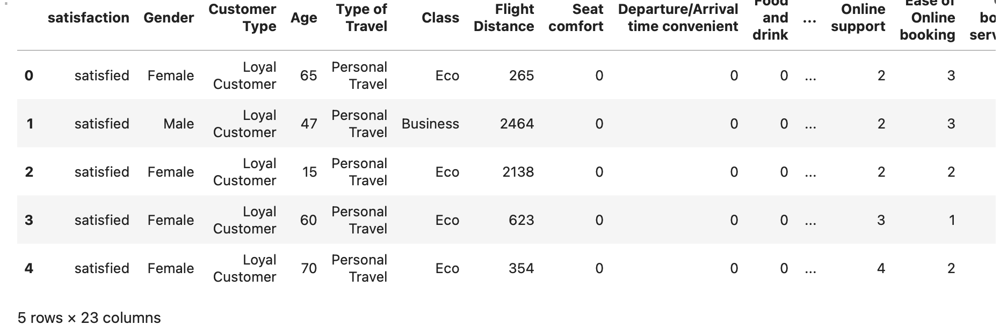 satisfaction Gender Customer Type Age Type of Travel Class Flight Distance Seat comfort Departure/Arrival time convenient Food and drink ... Online support Ease of Online booking
0 satisfied Female Loyal Customer 65 Personal Travel Eco 265 0 0 0 ... 2 3
1 satisfied Male Loyal Customer 47 Personal Travel Business 2464 0 0 0 ... 2 3
2 satisfied Female Loyal Customer 15 Personal Travel Eco 2138 0 0 0 ... 2 2
3 satisfied Female Loyal Customer 60 Personal Travel Eco 623 0 0 0 ... 3 1
4 satisfied Female Loyal Customer 70 Personal Travel Eco 354 0 0 0 ... 4 2
5 rows × 23 columns